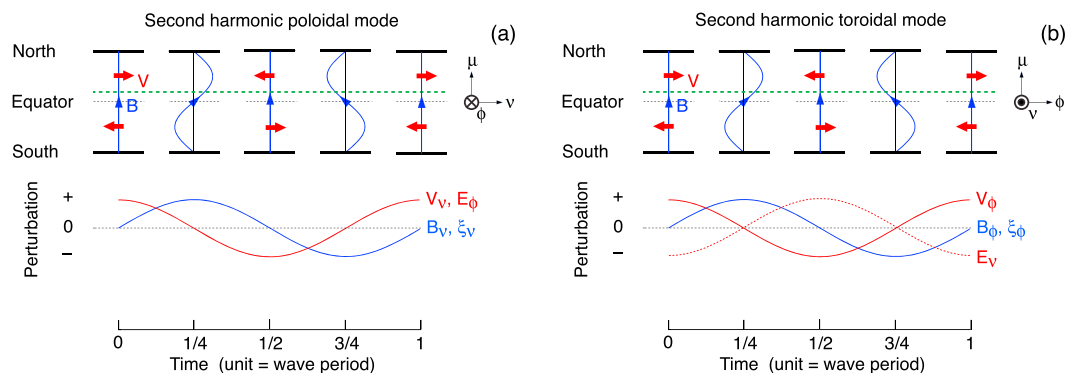 Second harmonic poloidal mode
(a)
North
V
μ
Equator
B
ν
ϕ
South
+
Vν, Eϕ
0
Bν, ξν
−
Perturbation
0 1/4 1/2 3/4 1
Time (unit = wave period)
Second harmonic toroidal mode
(b)
North
V
μ
Equator
B
ϕ
ν
South
+
Vϕ
0
Bϕ, ξϕ
−
Eν
Perturbation
0 1/4 1/2 3/4 1
Time (unit = wave period)